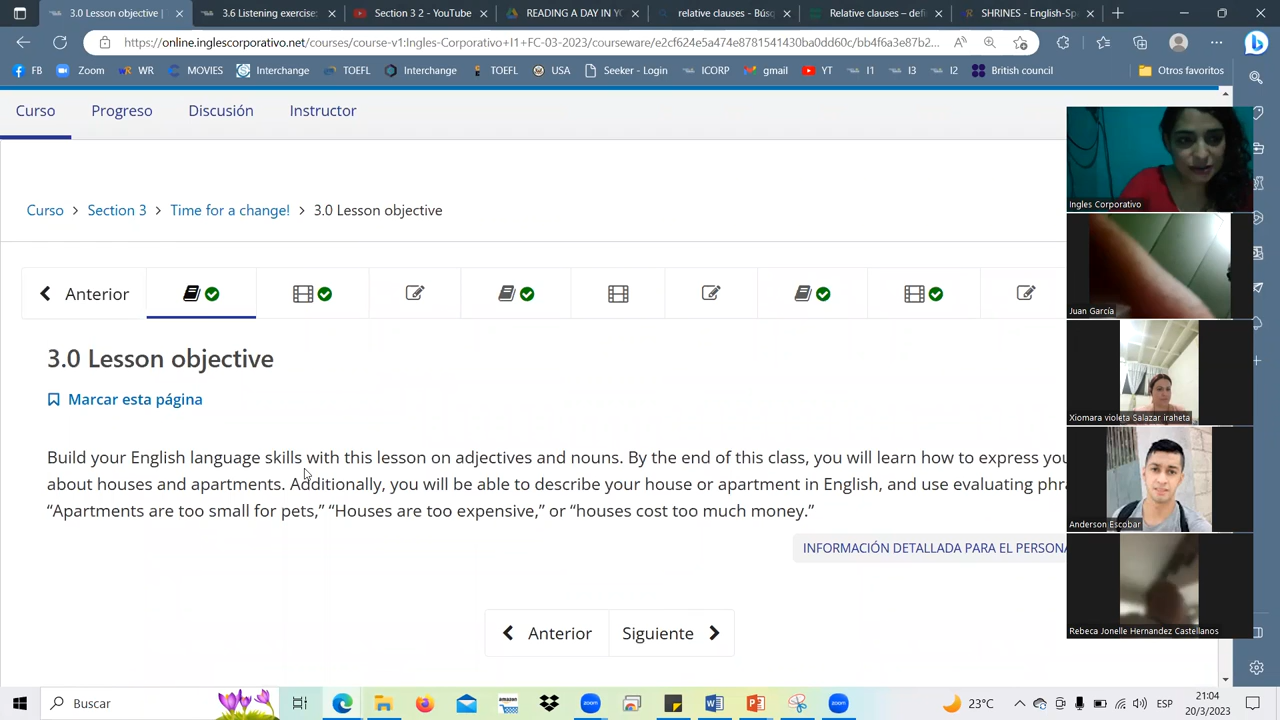 3.0 Lesson objective |
3.6 Listening exercise:
Section 3 2 - YouTube
READING A DAY IN YO
relative clauses - Búsq
Relative clauses – defi
SHRINES - English-Sp
https://online.inglescorporativo.net/courses/course-v1:Ingles-Corporativo+I1+FC-03-2023/courseware/e2cf624e5a474e8781541430ba0dd60c/bb4f6a3e87b2...
FB
Zoom
WR
MOVIES
Interchange
TOEFL
Interchange
TOEFL
USA
Seeker - Login
ICORP
gmail
YT
I1
I3
I2
British council
Otros favoritos
Curso
Progreso
Discusión
Instructor
Curso > Section 3 > Time for a change! > 3.0 Lesson objective
Anterior
3.0 Lesson objective
Marcar esta página
Build your English language skills with this lesson on adjectives and nouns. By the end of this class, you will learn how to express you
about houses and apartments. Additionally, you will be able to describe your house or apartment in English, and use evaluating phra
“Apartments are too small for pets,” “Houses are too expensive,” or “houses cost too much money.”
INFORMACIÓN DETALLADA PARA EL PERSONA
Anterior
Siguiente
Ingles Corporativo
Juan García
Xiomara violeta Salazar iraheta
Anderson Escobar
Rebeca Jonelle Hernandez Castellanos
Buscar
23°C
ESP
21:04
20/3/2023